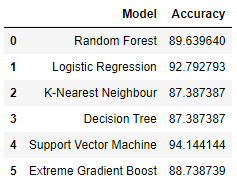 Model Accuracy
0 Random Forest 89.639640
1 Logistic Regression 92.792793
2 K-Nearest Neighbour 87.387387
3 Decision Tree 87.387387
4 Support Vector Machine 94.144144
5 Extreme Gradient Boost 88.738739